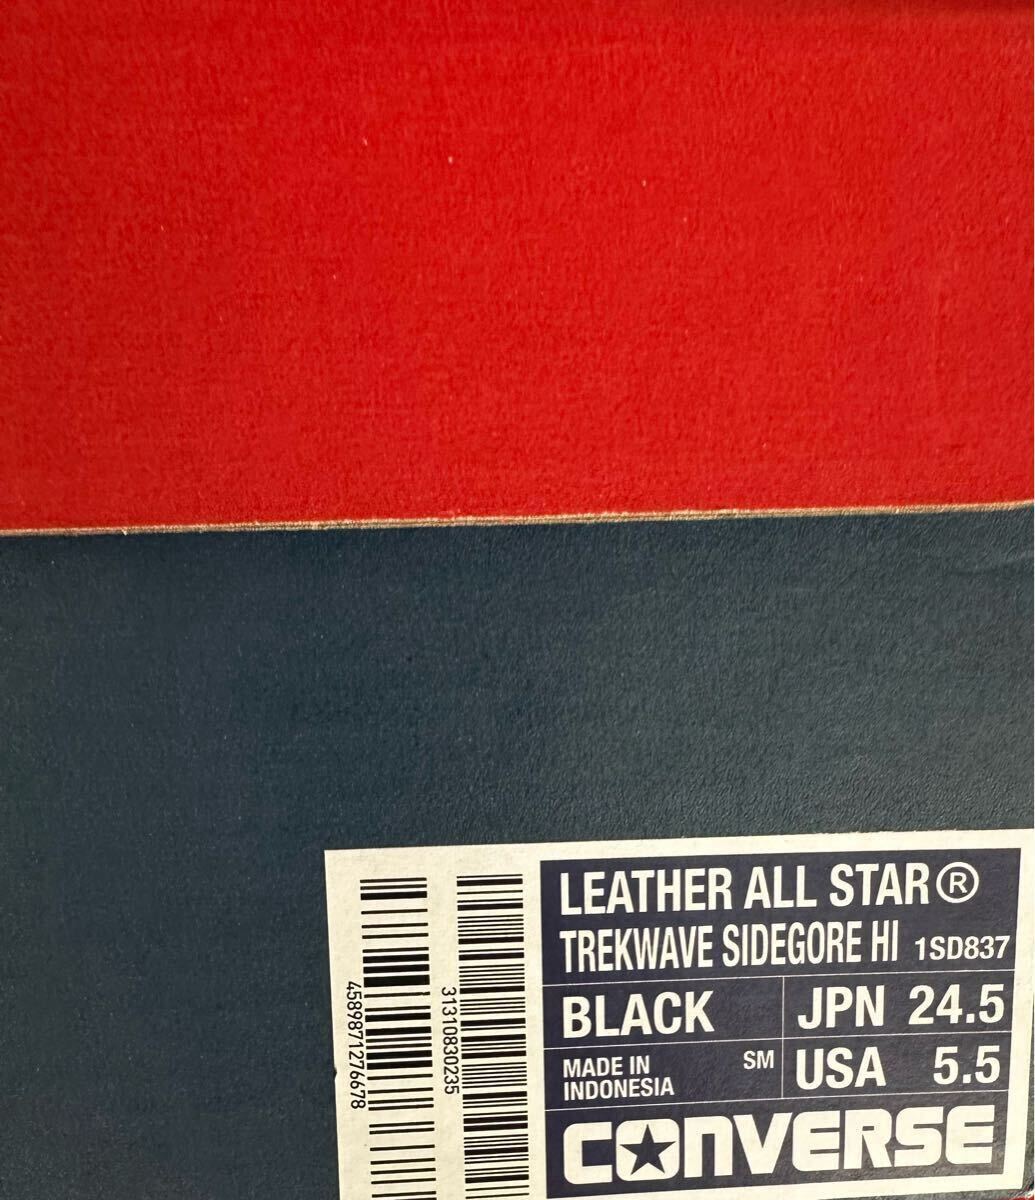 LEATHER ALL STAR®
TREKWAVE SIDEGORE HI 1SD837
BLACK JPN 24.5
MADE IN INDONESIA SM USA 5.5
CONVERSE
31310830235
4589871276678